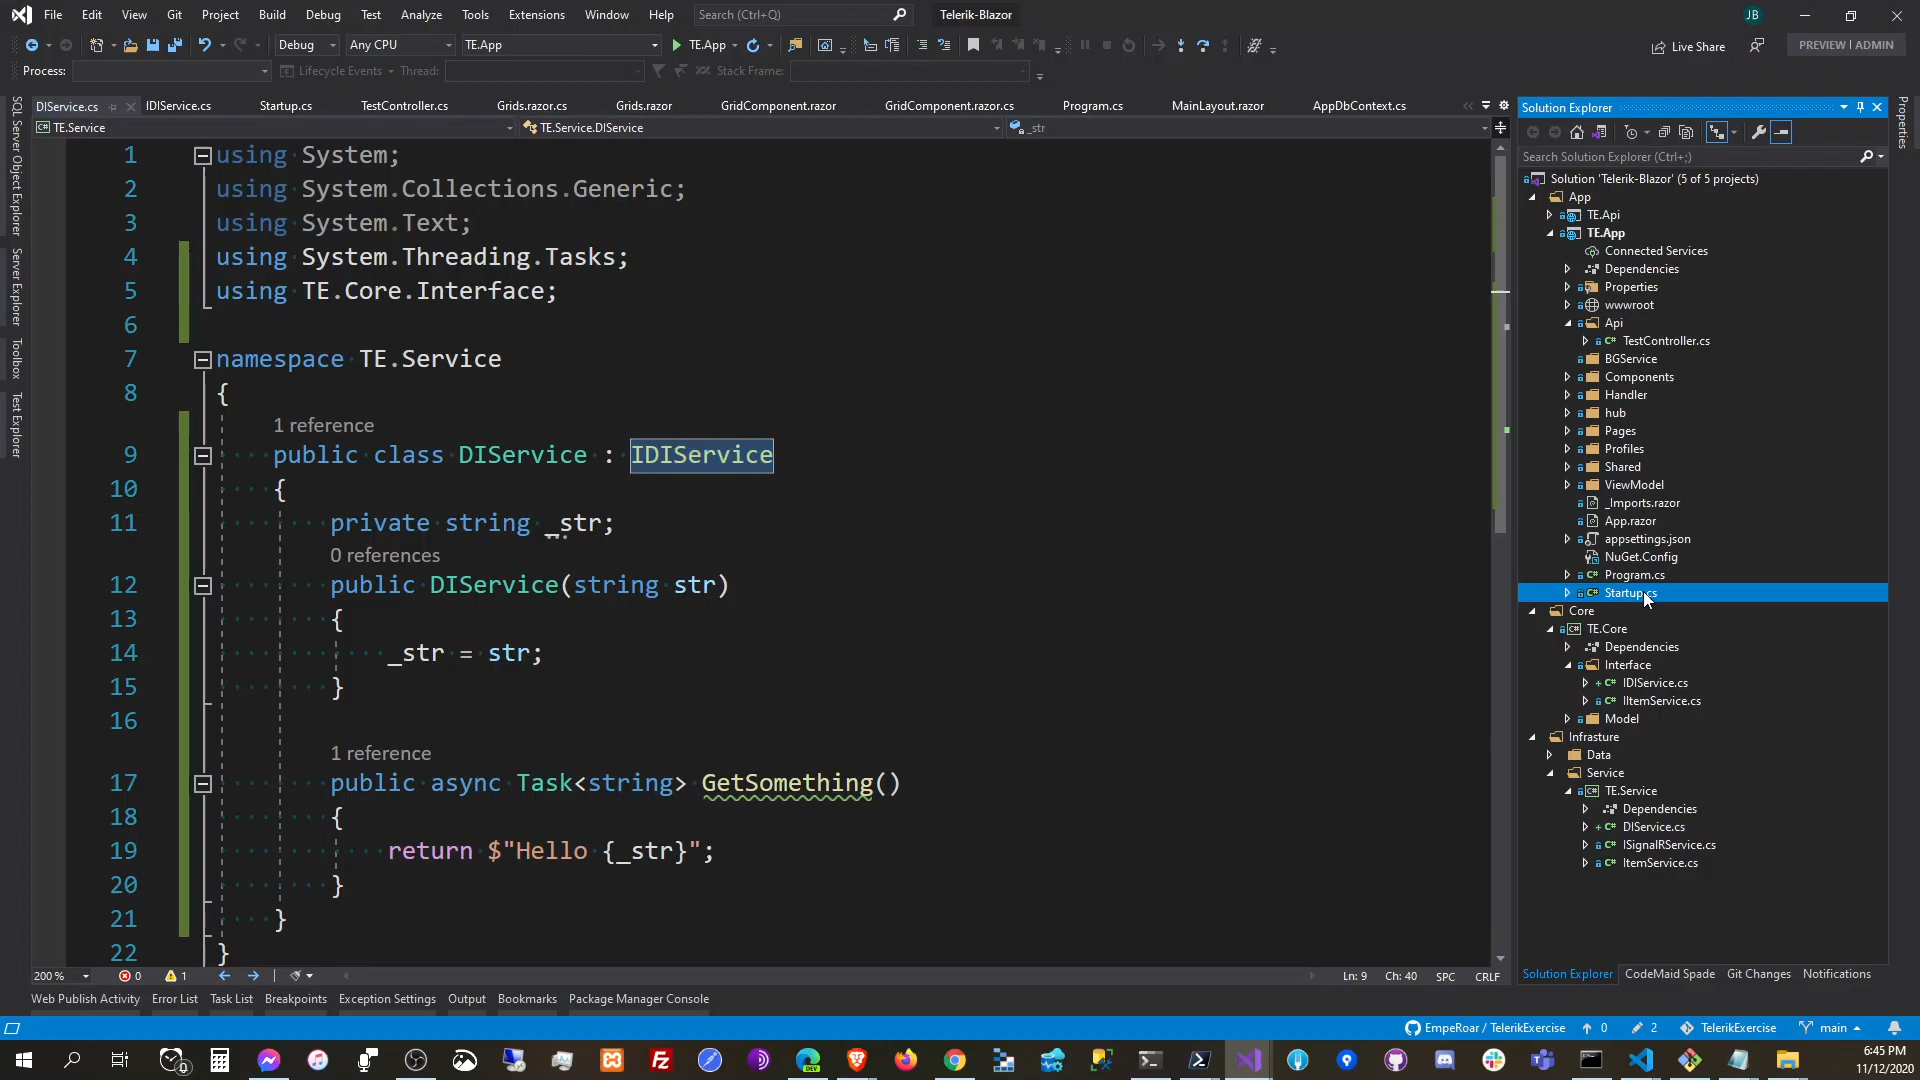 File Edit View Git Project Build Debug Test Analyze Tools Extensions Window Help Search (Ctrl+Q) Telerik-Blazor JB
Debug Any CPU TE.App TE.App Live Share PREVIEW | ADMIN
Process: Lifecycle Events Thread: Stack Frame:
DIService.cs IDIService.cs Startup.cs TestController.cs Grids.razor.cs Grids.razor GridComponent.razor GridComponent.razor.cs Program.cs MainLayout.razor AppDbContext.cs
TE.Service TE.Service.DIService _str
SQL Server Object Explorer
Server Explorer
Toolbox
Test Explorer
1 using System;
2 using System.Collections.Generic;
3 using System.Text;
4 using System.Threading.Tasks;
5 using TE.Core.Interface;
6
7 namespace TE.Service
8 {
1 reference
9 public class DIService : IDIService
10 {
11 private string _str;
0 references
12 public DIService(string str)
13 {
14 _str = str;
15 }
16
1 reference
17 public async Task<string> GetSomething()
18 {
19 return $"Hello {_str}";
20 }
21 }
22 }
200 % 0 1 Ln: 9 Ch: 40 SPC CRLF
Solution Explorer
Search Solution Explorer (Ctrl+;)
Solution 'Telerik-Blazor' (5 of 5 projects)
App
TE.Api
TE.App
Connected Services
Dependencies
Properties
wwwroot
Api
TestController.cs
BGService
Components
Handler
hub
Pages
Profiles
Shared
ViewModel
_Imports.razor
App.razor
appsettings.json
NuGet.Config
Program.cs
Startup.cs
Core
TE.Core
Dependencies
Interface
IDIService.cs
IItemService.cs
Model
Infrasture
Data
Service
TE.Service
Dependencies
DIService.cs
ISignalRService.cs
ItemService.cs
Solution Explorer CodeMaid Spade Git Changes Notifications
Properties
Web Publish Activity Error List Task List Breakpoints Exception Settings Output Bookmarks Package Manager Console
EmpeRoar / TelerikExercise 0 2 TelerikExercise main
6:45 PM
11/12/2020